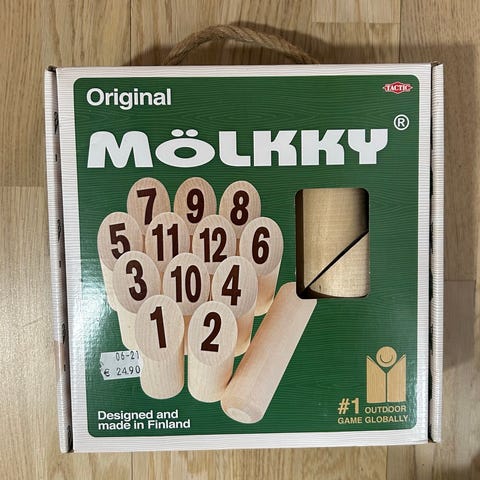 Original
TACTIC
MÖLKKY®
7 9 8
5 11 12 6
3 10 4
1 2
06-21
€ 24.90
Designed and
made in Finland
#1 OUTDOOR
GAME GLOBALLY